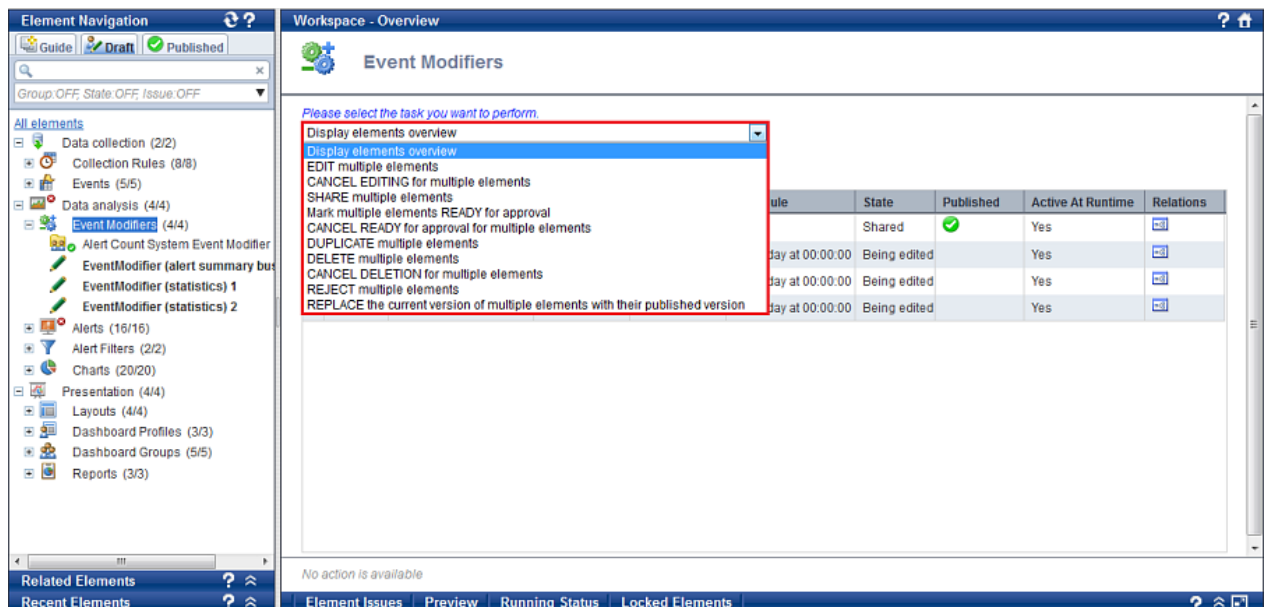 Element Navigation
Guide Draft Published
Group:OFF, State:OFF, Issue:OFF
All elements
Data collection (2/2)
Collection Rules (8/8)
Events (5/5)
Data analysis (4/4)
Event Modifiers (4/4)
Alert Count System Event Modifier
EventModifier (alert summary bus
EventModifier (statistics) 1
EventModifier (statistics) 2
Alerts (16/16)
Alert Filters (2/2)
Charts (20/20)
Presentation (4/4)
Layouts (4/4)
Dashboard Profiles (3/3)
Dashboard Groups (5/5)
Reports (3/3)
Related Elements ?
Recent Elements ?
Workspace - Overview ?
Event Modifiers
Please select the task you want to perform.
Display elements overview
Display elements overview
EDIT multiple elements
CANCEL EDITING for multiple elements
SHARE multiple elements
Mark multiple elements READY for approval
CANCEL READY for approval for multiple elements
DUPLICATE multiple elements
DELETE multiple elements
CANCEL DELETION for multiple elements
REJECT multiple elements
REPLACE the current version of multiple elements with their published version
ule State Published Active At Runtime Relations
Shared Yes
day at 00:00:00 Being edited Yes
day at 00:00:00 Being edited Yes
day at 00:00:00 Being edited Yes
No action is available
Element Issues Preview Running Status Locked Elements ?